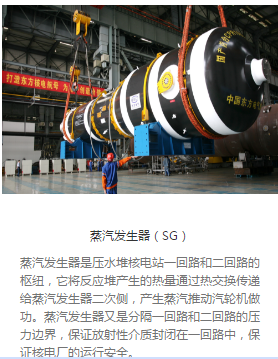 打造东方核电航母
中国东方电
蒸汽发生器（SG）
蒸汽发生器是压水堆核电站一回路和二回路的
枢纽，它将反应堆产生的热量通过热交换传递
给蒸汽发生器二次侧，产生蒸汽推动汽轮机做
功。蒸汽发生器又是分隔一回路和二回路的压
力边界，保证放射性介质封闭在一回路中，保
证核电厂的运行安全。